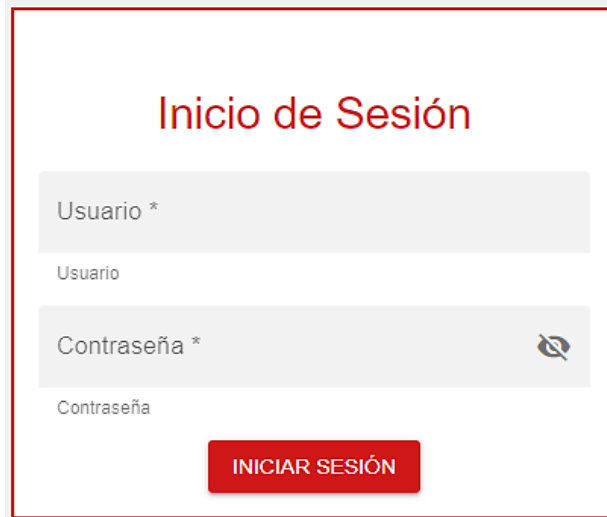 Inicio de Sesión
Usuario *
Usuario
Contraseña *
Contraseña
INICIAR SESIÓN